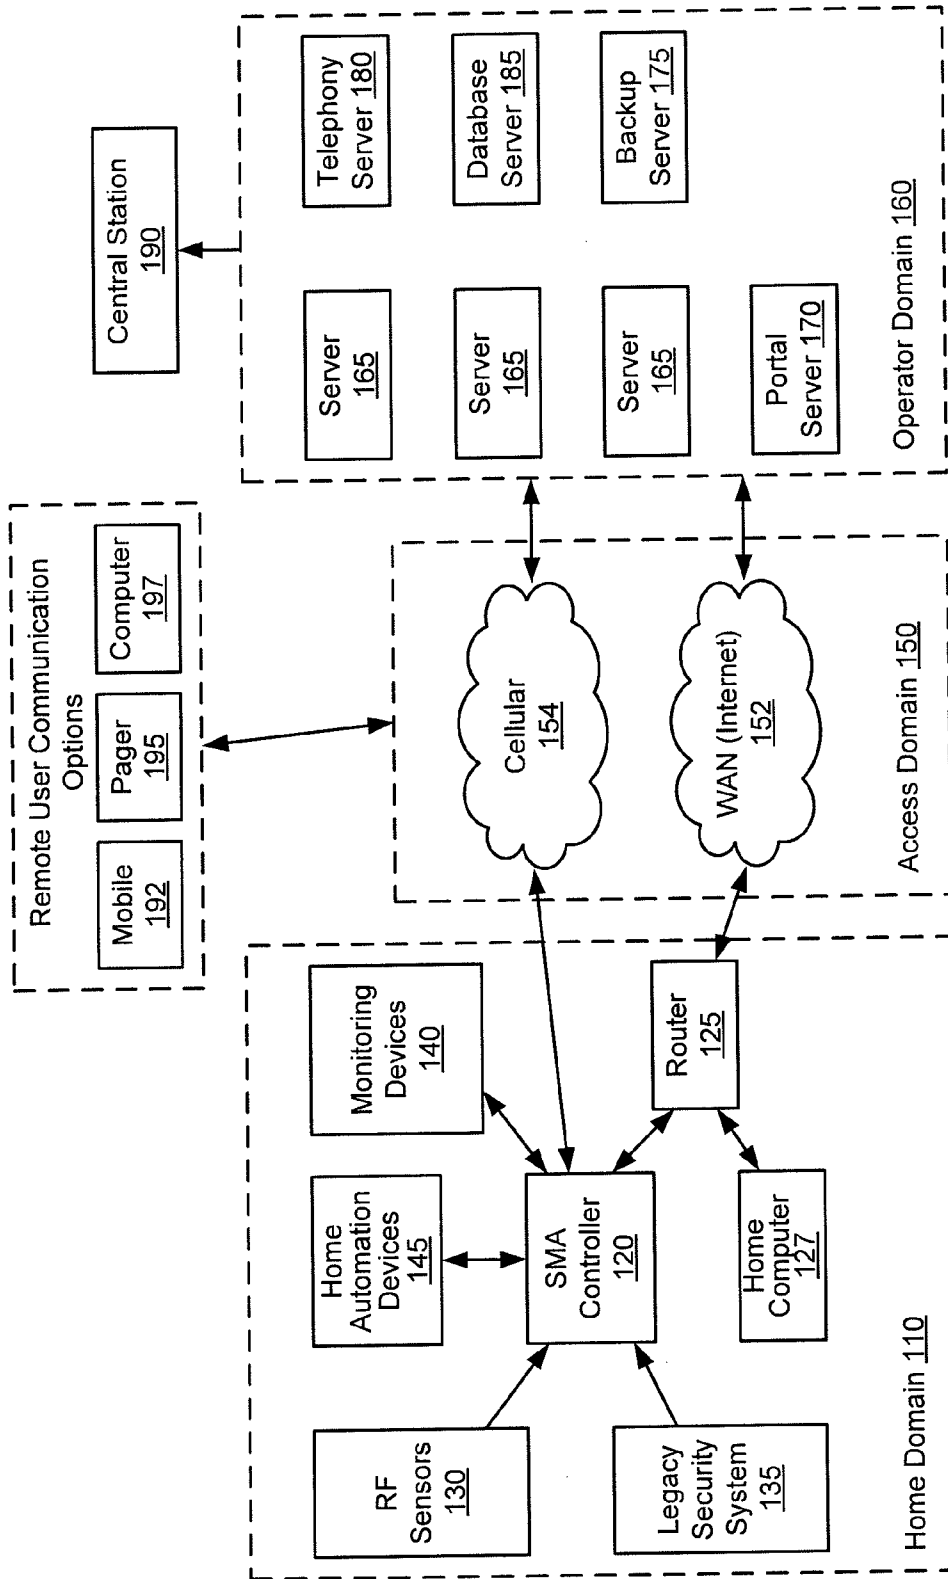 Remote User Communication
Options
Mobile
192
Pager
195
Computer
197
Central Station
190
RF
Sensors
130
Home
Automation
Devices
145
Monitoring
Devices
140
Legacy
Security
System
135
SMA
Controller
120
Router
125
Home
Computer
127
Home Domain 110
Cellular
154
WAN (Internet)
152
Access Domain 150
Server
165
Telephony
Server 180
Server
165
Database
Server 185
Server
165
Backup
Server 175
Portal
Server 170
Operator Domain 160